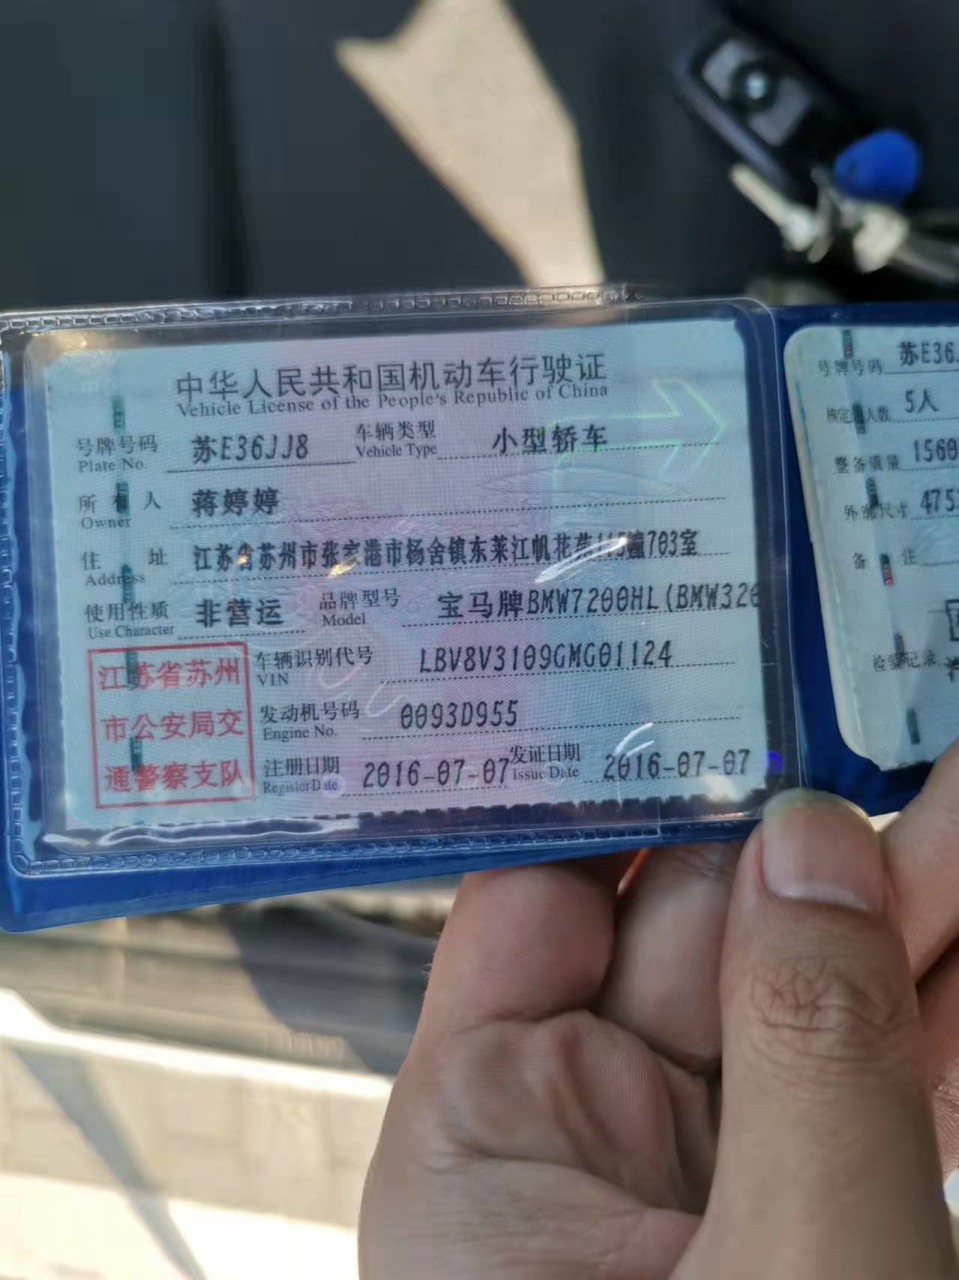 中华人民共和国机动车行驶证
Vehicle License of the People's Republic of China
号牌号码 苏E36JJ8 车辆类型 小型轿车
Plate No. Vehicle Type
所有人 蒋婷婷
Owner
住址 江苏省苏州市张家港市杨舍镇东莱江帆花苑幢703室
Address
使用性质 非营运 品牌型号 宝马牌BMW7200HL(BMW320
Use Character Model
江苏省苏州
市公安局交
通警察支队
车辆识别代号 LBV8V3109GMG01124
VIN
发动机号码 0093D955
Engine No.
注册日期 2016-07-07 发证日期 2016-07-07
Register Date Issue Date
号牌号码 苏E36
核定人数 5人
整备质量 1560
外廓尺寸 475
备注
检验记录